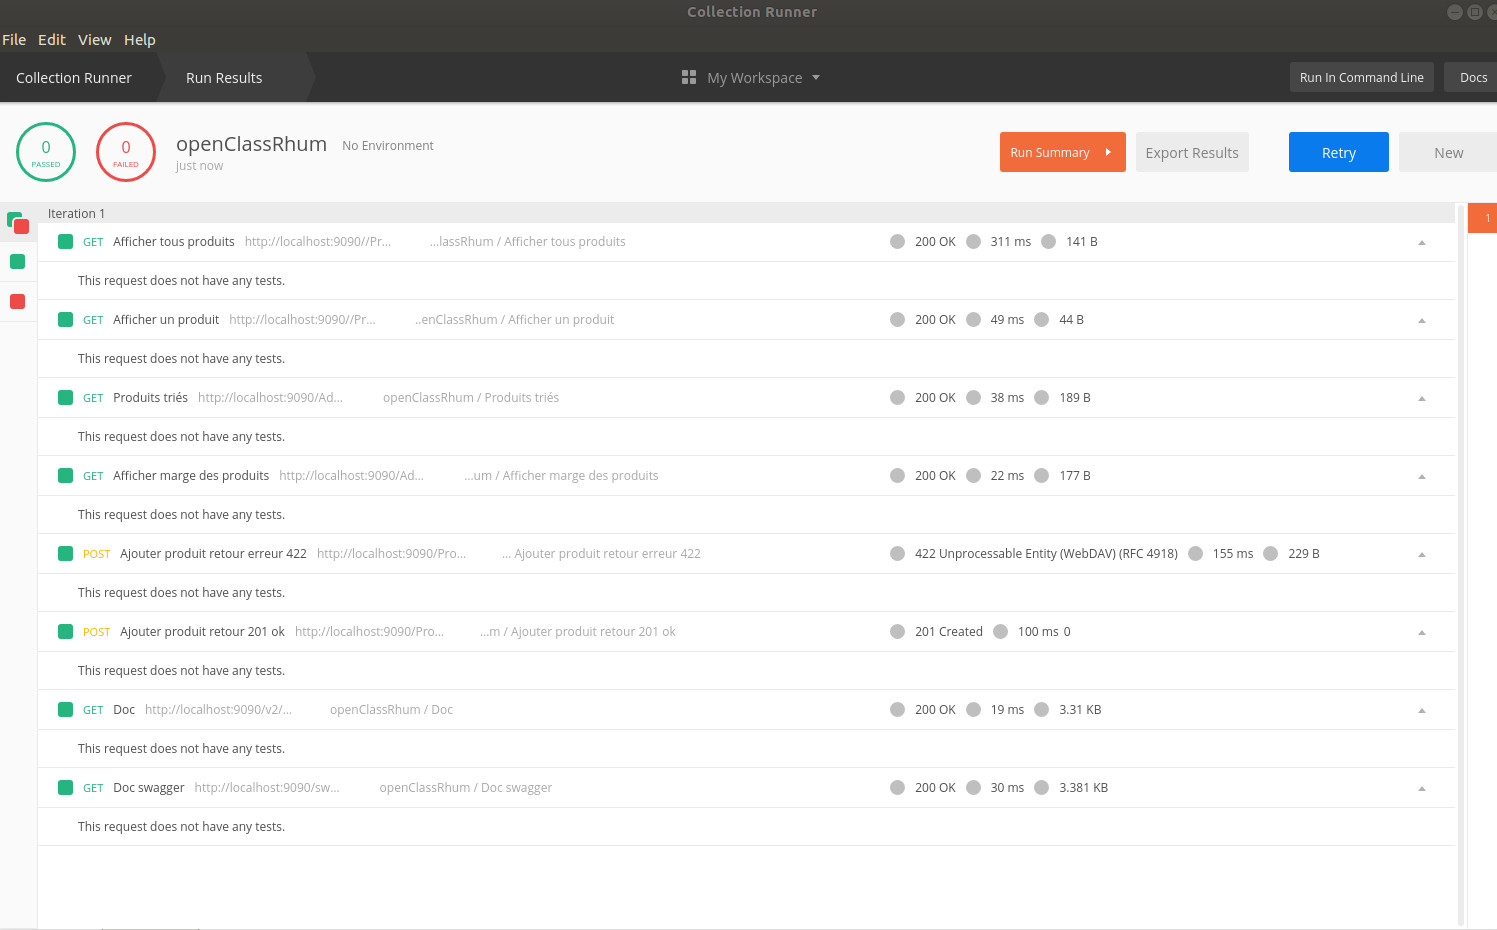 Collection Runner
File Edit View Help
Collection Runner Run Results My Workspace Run In Command Line Docs
0 PASSED 0 FAILED openClassRhum No Environment
just now
Run Summary Export Results Retry New
Iteration 1 1
GET Afficher tous produits http://localhost:9090//Pr... ...lassRhum / Afficher tous produits 200 OK 311 ms 141 B
This request does not have any tests.
GET Afficher un produit http://localhost:9090//Pr... ..enClassRhum / Afficher un produit 200 OK 49 ms 44 B
This request does not have any tests.
GET Produits triés http://localhost:9090/Ad... openClassRhum / Produits triés 200 OK 38 ms 189 B
This request does not have any tests.
GET Afficher marge des produits http://localhost:9090/Ad... ...um / Afficher marge des produits 200 OK 22 ms 177 B
This request does not have any tests.
POST Ajouter produit retour erreur 422 http://localhost:9090/Pro... ... Ajouter produit retour erreur 422 422 Unprocessable Entity (WebDAV) (RFC 4918) 155 ms 229 B
This request does not have any tests.
POST Ajouter produit retour 201 ok http://localhost:9090/Pro... ...m / Ajouter produit retour 201 ok 201 Created 100 ms 0
This request does not have any tests.
GET Doc http://localhost:9090/v2/... openClassRhum / Doc 200 OK 19 ms 3.31 KB
This request does not have any tests.
GET Doc swagger http://localhost:9090/sw... openClassRhum / Doc swagger 200 OK 30 ms 3.381 KB
This request does not have any tests.